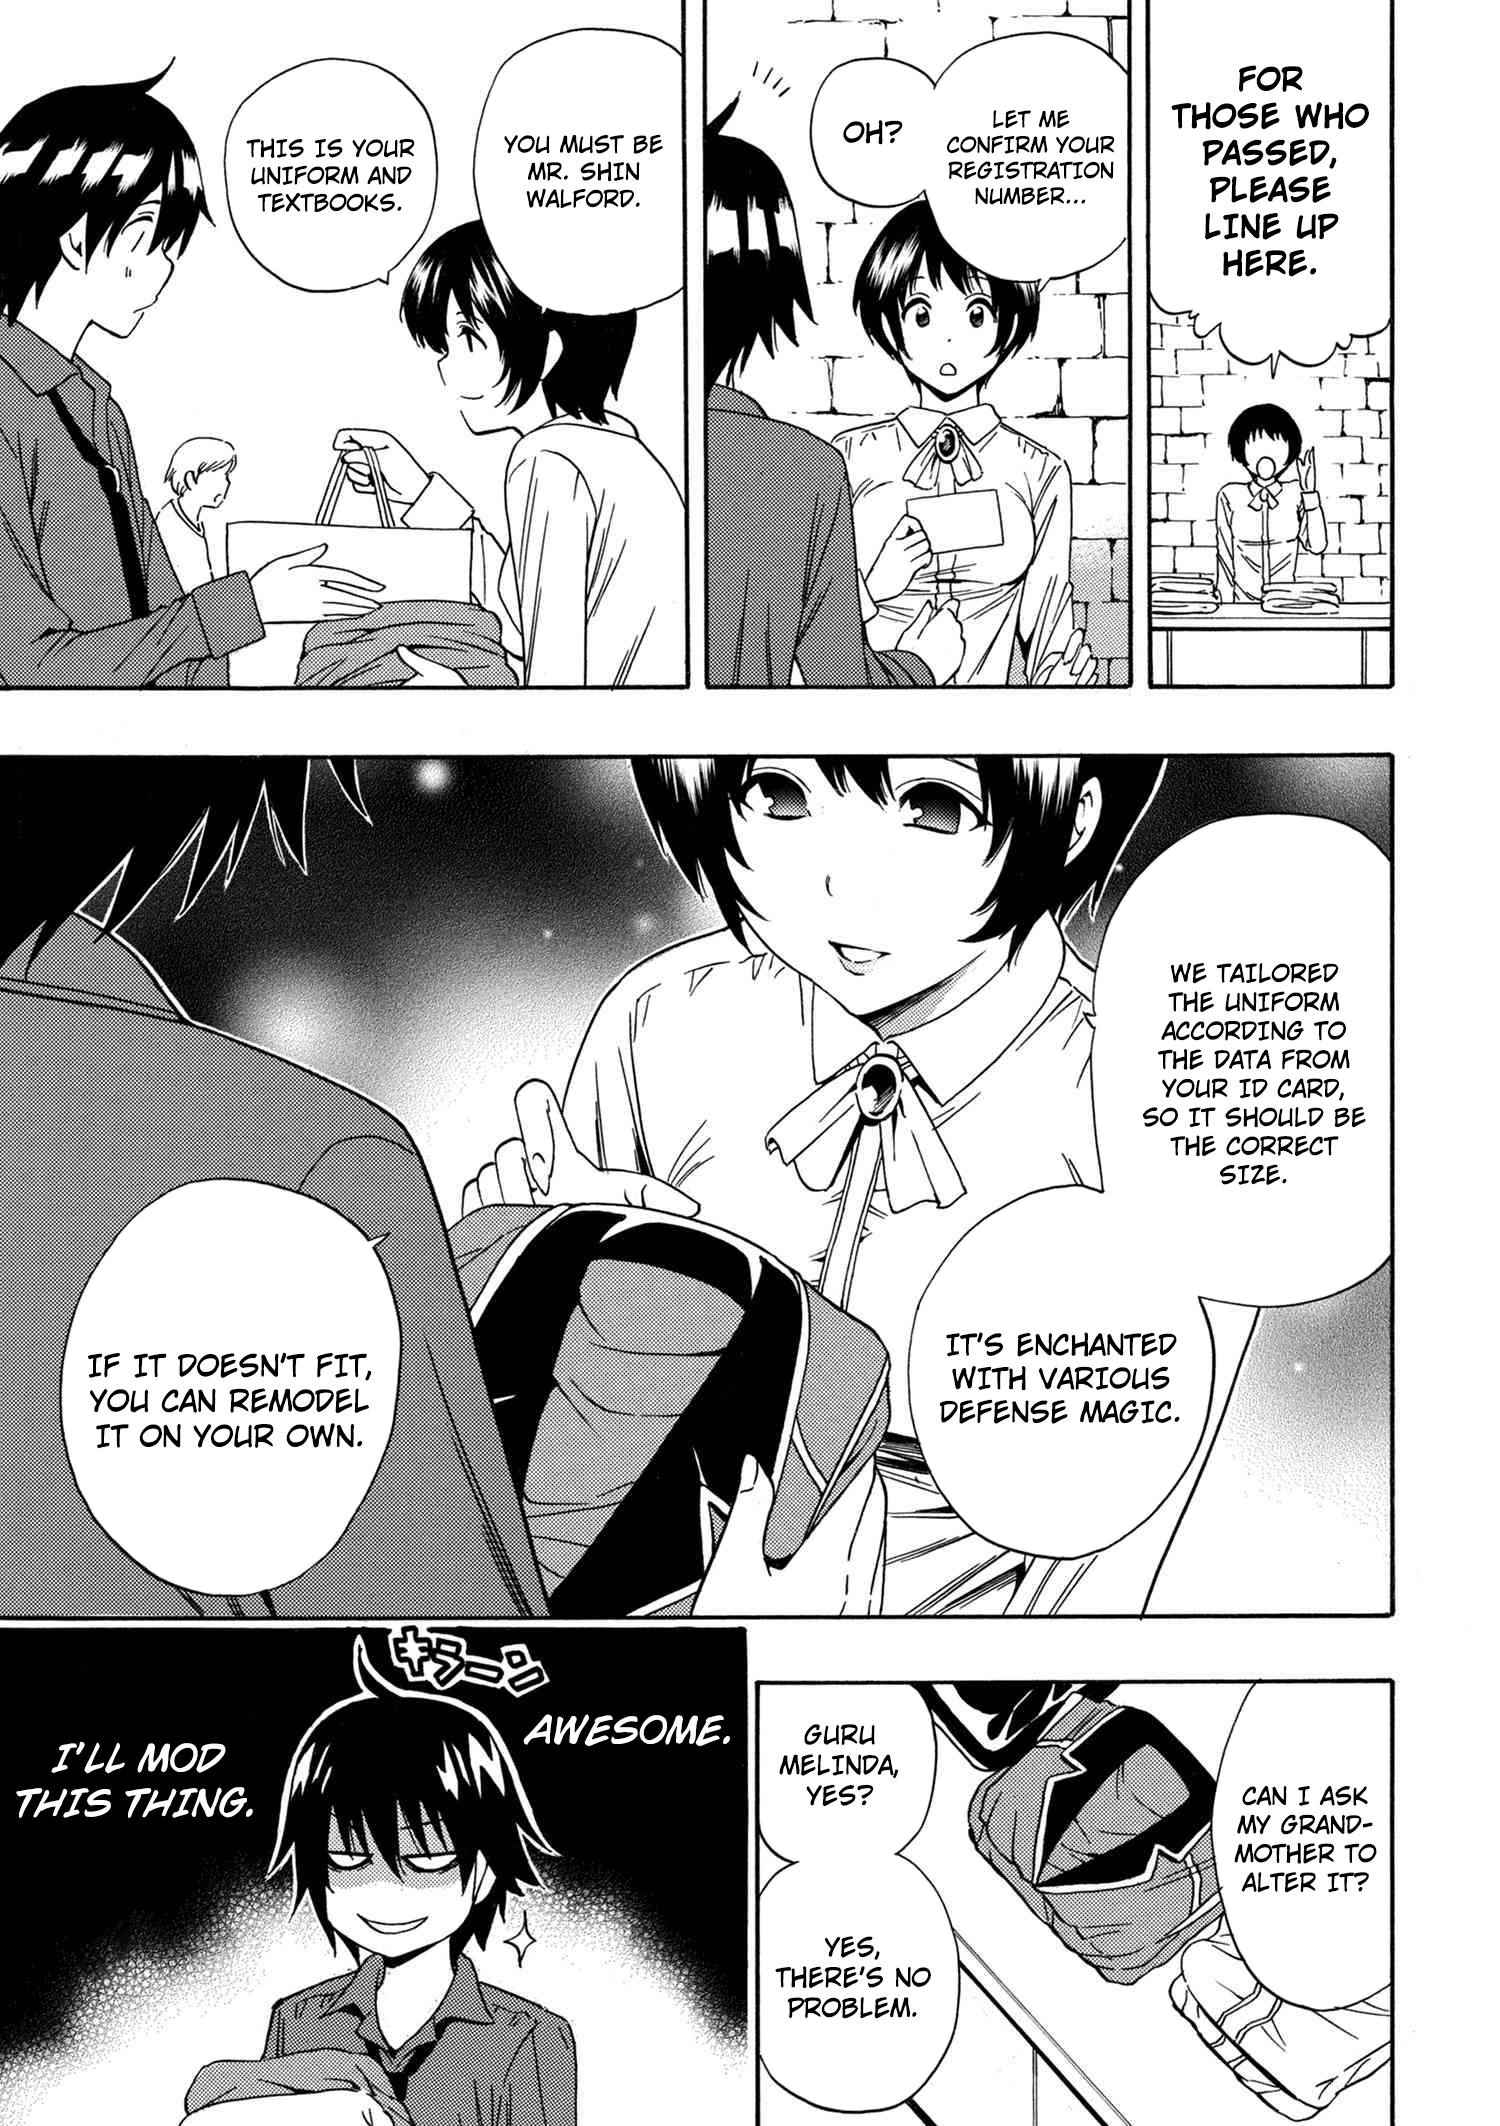 FOR
THOSE WHO
PASSED,
PLEASE
LINE UP
HERE.
LET ME
CONFIRM YOUR
REGISTRATION
NUMBER...
OH?
YOU MUST BE
MR. SHIN
WALFORD.
THIS IS YOUR
UNIFORM AND
TEXTBOOKS.
WE TAILORED
THE UNIFORM
ACCORDING TO
THE DATA FROM
YOUR ID CARD,
SO IT SHOULD BE
THE CORRECT
SIZE.
IT'S ENCHANTED
WITH VARIOUS
DEFENSE MAGIC.
IF IT DOESN'T FIT,
YOU CAN REMODEL
IT ON YOUR OWN.
CAN I ASK
MY GRAND-
MOTHER TO
ALTER IT?
GURU
MELINDA,
YES?
YES,
THERE'S NO
PROBLEM.
キラーン
AWESOME.
I'LL MOD
THIS THING.